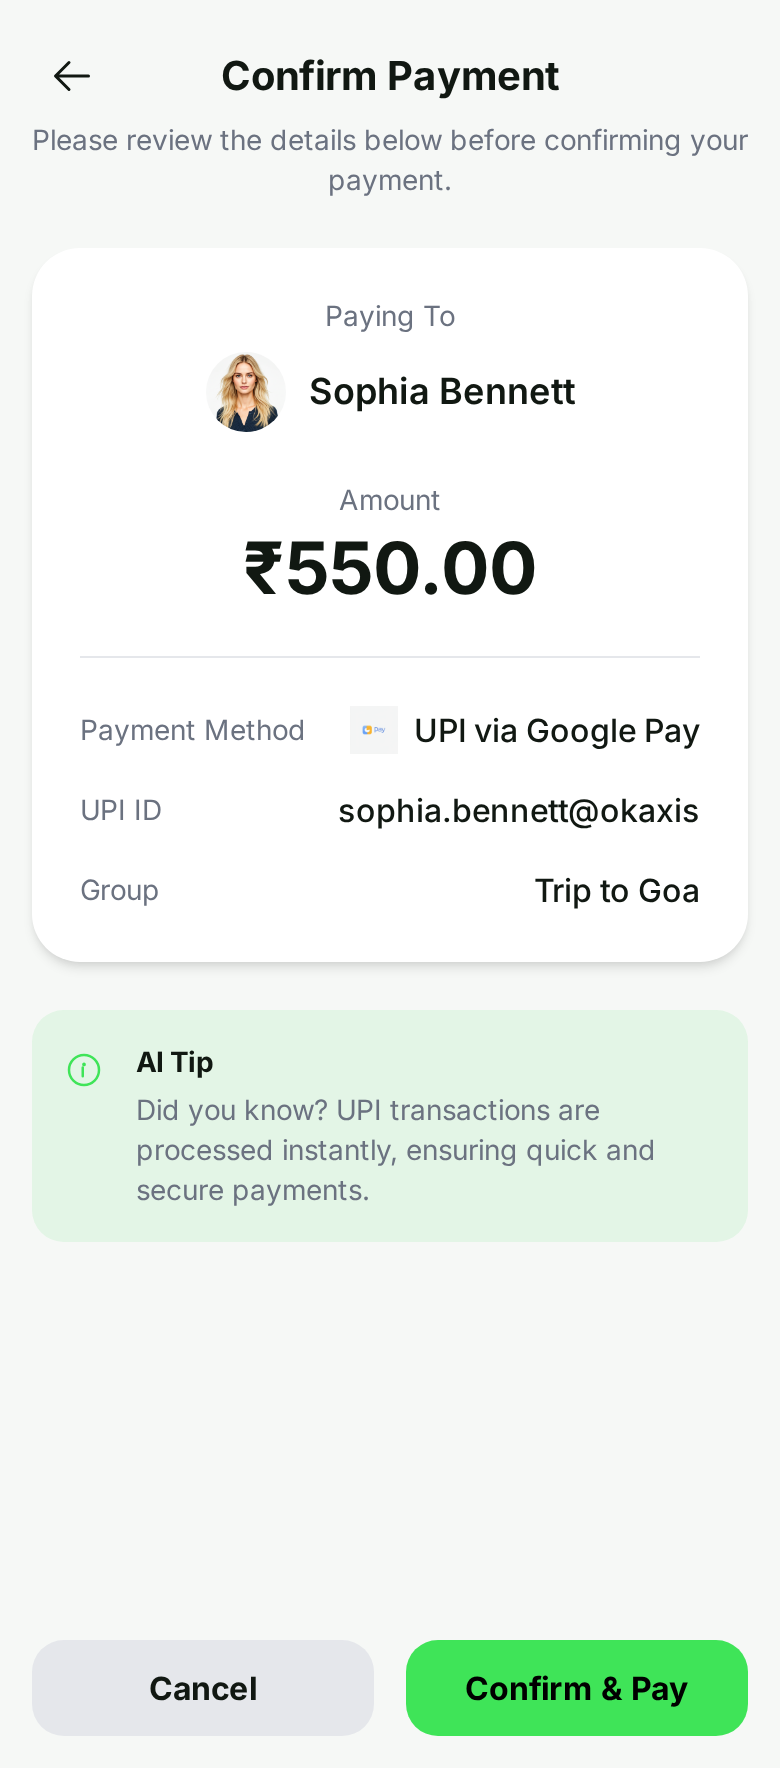 Confirm Payment
Please review the details below before confirming your
payment.
Paying To
Sophia Bennett
Amount
₹550.00
Payment Method
Pay
UPI via Google Pay
UPI ID
sophia.bennett@okaxis
Group
Trip to Goa
AI Tip
Did you know? UPI transactions are
processed instantly, ensuring quick and
secure payments.
Cancel
Confirm & Pay